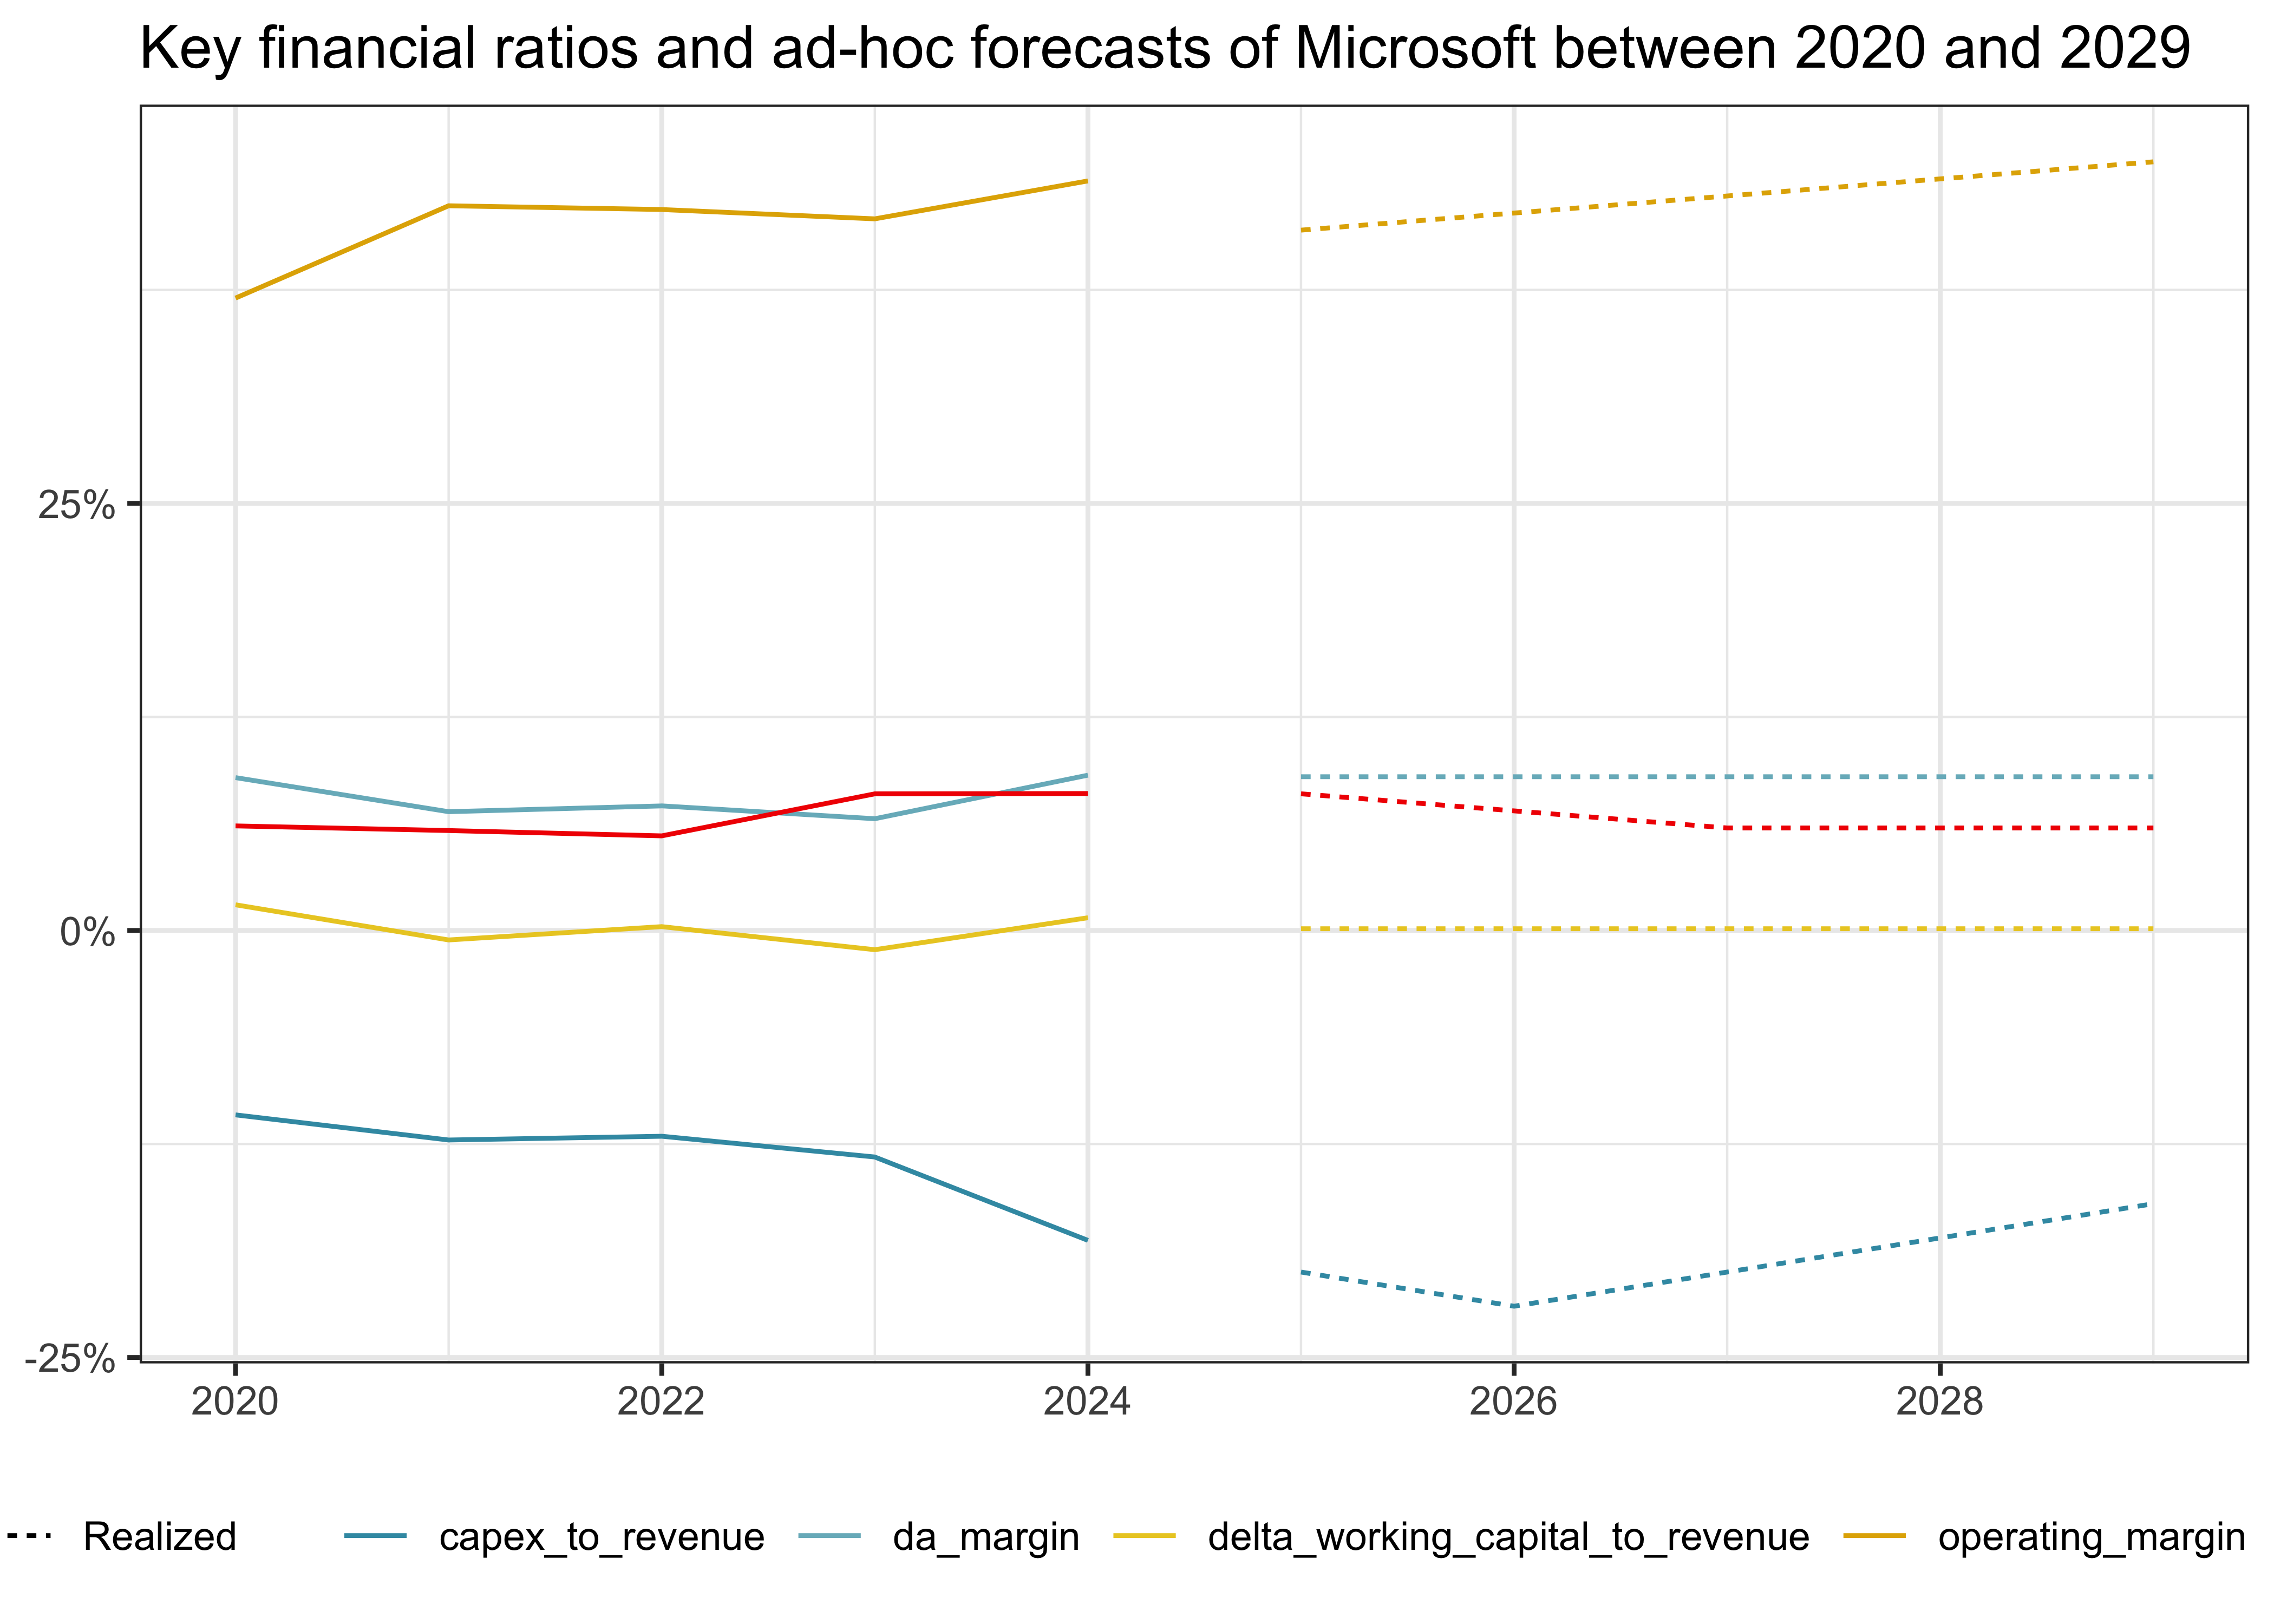 Key financial ratios and ad-hoc forecasts of Microsoft between 2020 and 2029
25%
0%
-25%
2020 2022 2024 2026 2028
Realized capex_to_revenue da_margin delta_working_capital_to_revenue operating_margin